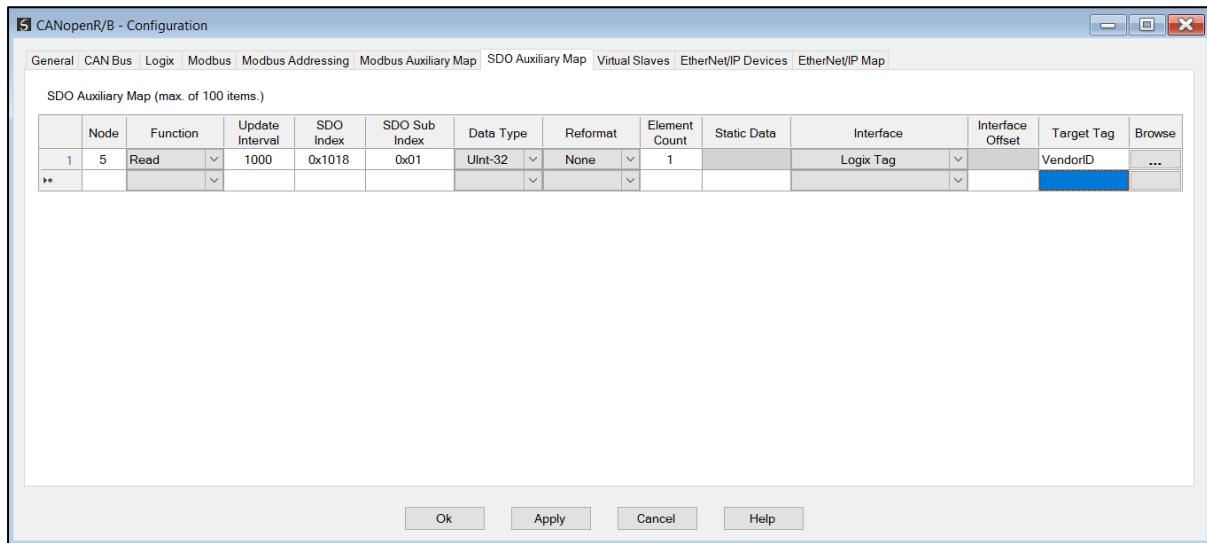 CANopenR/B - Configuration
General CAN Bus Logix Modbus Modbus Addressing Modbus Auxiliary Map SDO Auxiliary Map Virtual Slaves EtherNet/IP Devices EtherNet/IP Map
SDO Auxiliary Map (max. of 100 items.)
Node Function Update Interval SDO Index SDO Sub Index Data Type Reformat Element Count Static Data Interface Interface Offset Target Tag Browse
1 5 Read 1000 0x1018 0x01 UInt-32 None 1 Logix Tag VendorID ...
Ok Apply Cancel Help